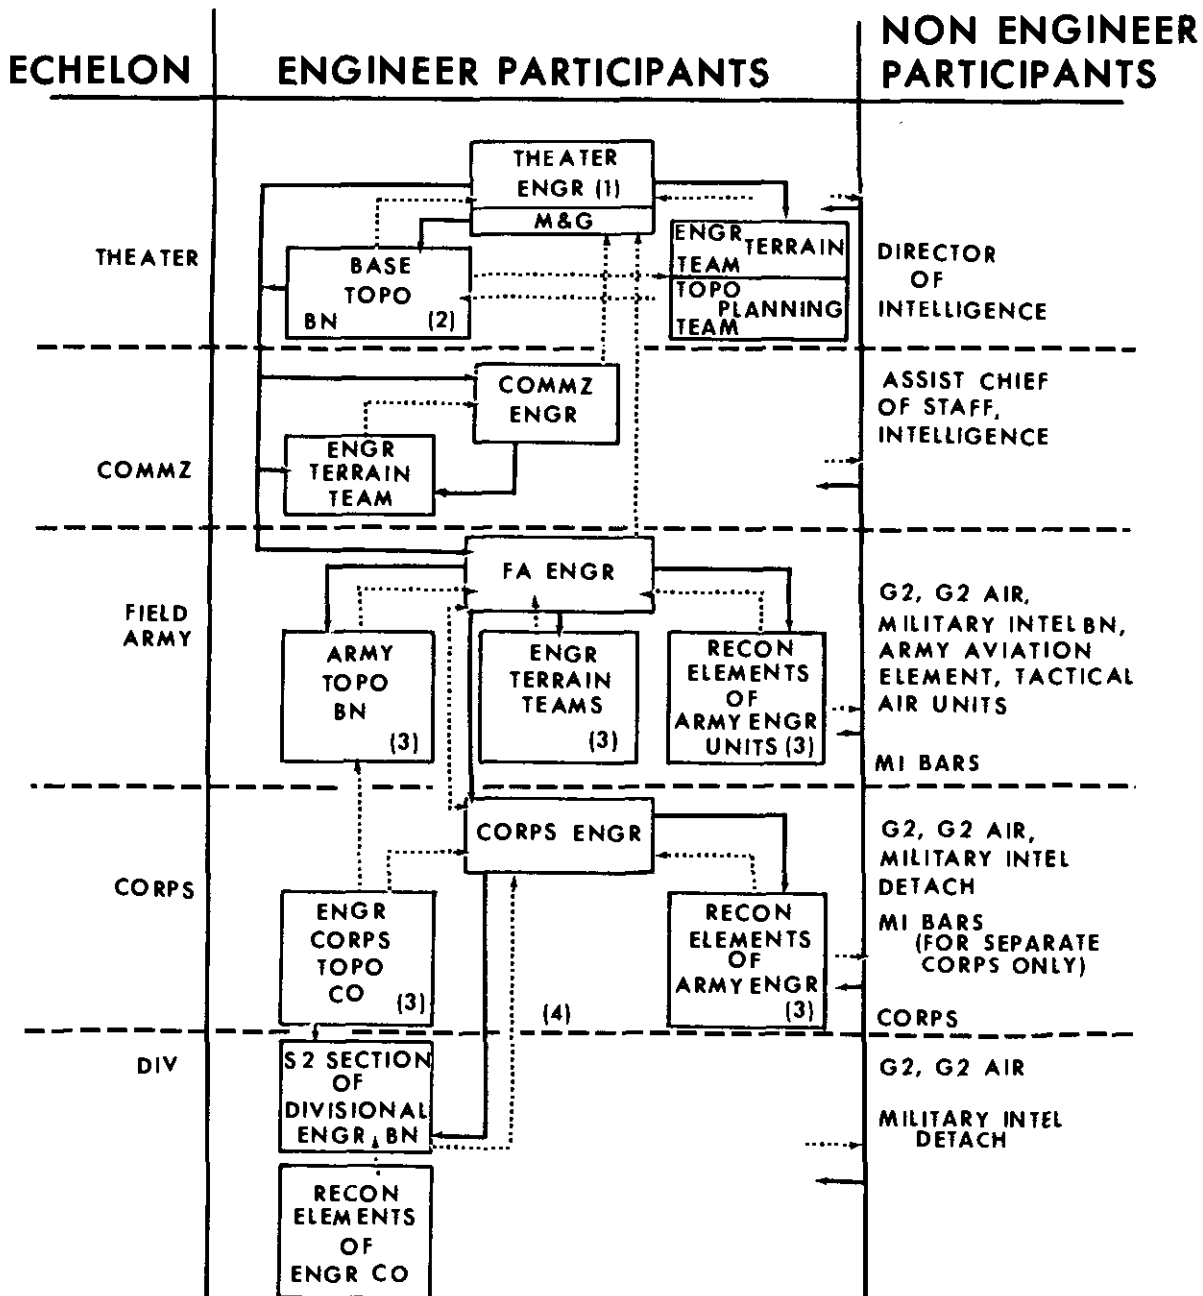 ECHELON
ENGINEER PARTICIPANTS
NON ENGINEER
PARTICIPANTS
THEATER
THEATER
ENGR (1)
M&G
BASE
TOPO
BN (2)
ENGR TERRAIN
TEAM
TOPO PLANNING
TEAM
DIRECTOR
OF
INTELLIGENCE
COMMZ
COMMZ
ENGR
ENGR
TERRAIN
TEAM
ASSIST CHIEF
OF STAFF,
INTELLIGENCE
FIELD
ARMY
FA ENGR
ARMY
TOPO
BN
(3)
ENGR
TERRAIN
TEAMS
(3)
RECON
ELEMENTS
OF
ARMY ENGR
UNITS (3)
G2, G2 AIR,
MILITARY INTEL BN,
ARMY AVIATION
ELEMENT, TACTICAL
AIR UNITS
MI BARS
CORPS
CORPS ENGR
ENGR
CORPS
TOPO
CO
(3)
(4)
RECON
ELEMENTS
OF
ARMY ENGR
(3)
G2, G2 AIR,
MILITARY INTEL
DETACH
MI BARS
(FOR SEPARATE
CORPS ONLY)
CORPS
DIV
S2 SECTION
OF
DIVISIONAL
ENGR BN
RECON
ELEMENTS
OF
ENGR CO
G2, G2 AIR
MILITARY INTEL
DETACH